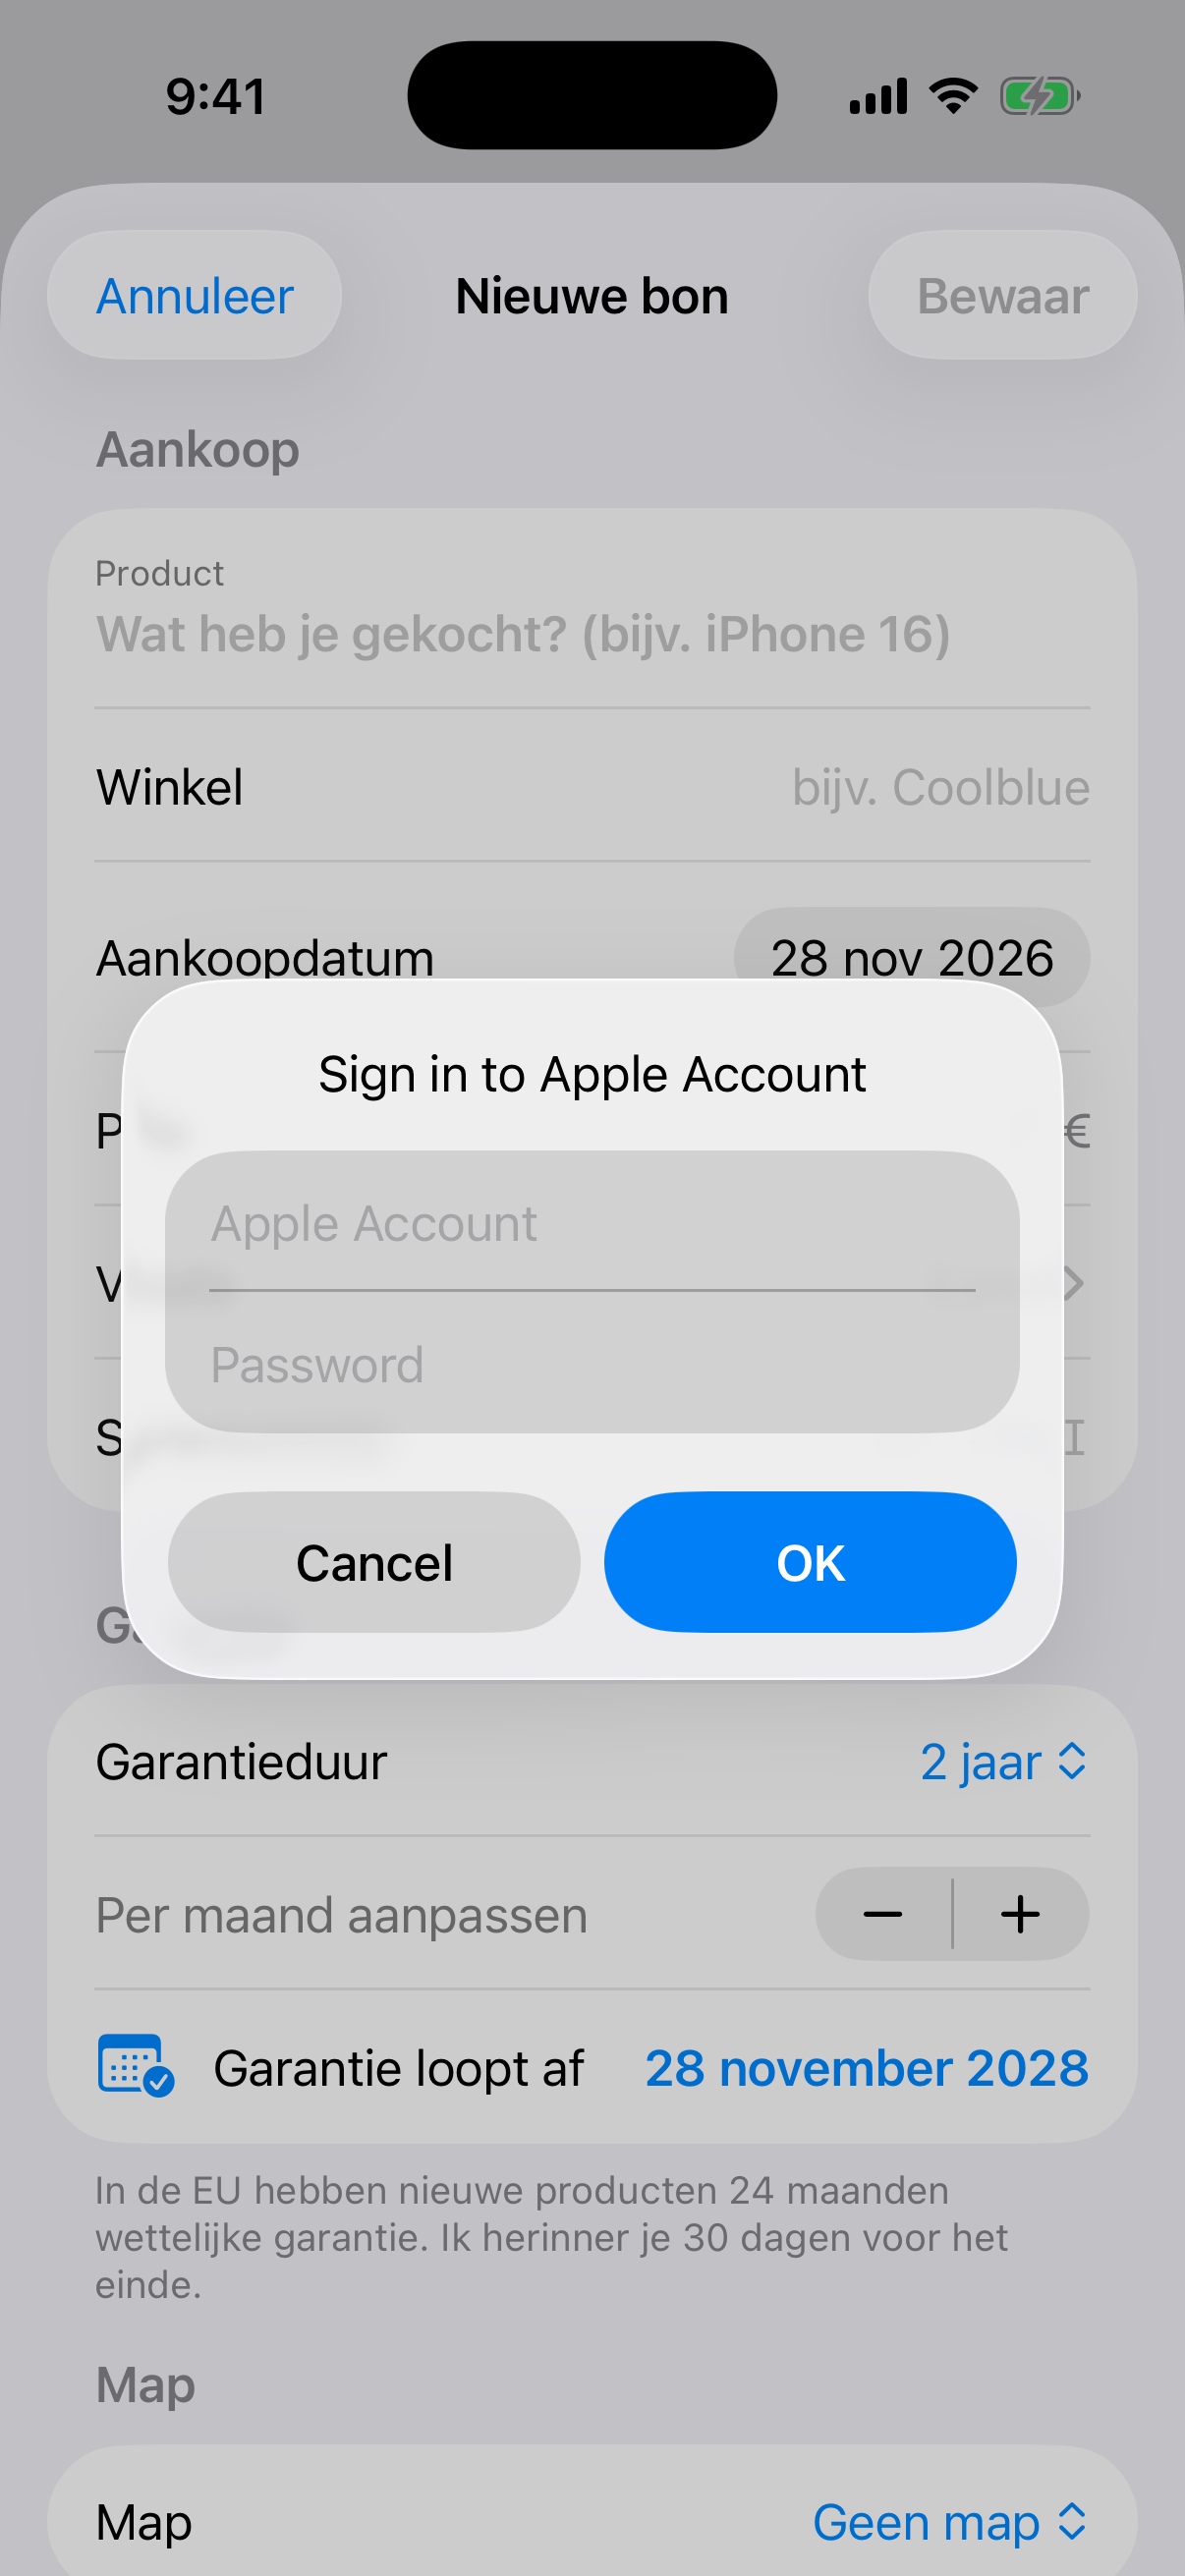 9:41
Annuleer
Nieuwe bon
Bewaar
Aankoop
Product
Wat heb je gekocht? (bijv. iPhone 16)
Winkel
bijv. Coolblue
Aankoopdatum
28 nov 2026
€
Sign in to Apple Account
Apple Account
Password
Cancel
OK
Garantieduur
2 jaar
Per maand aanpassen
Garantie loopt af
28 november 2028
In de EU hebben nieuwe producten 24 maanden
wettelijke garantie. Ik herinner je 30 dagen voor het
einde.
Map
Map
Geen map